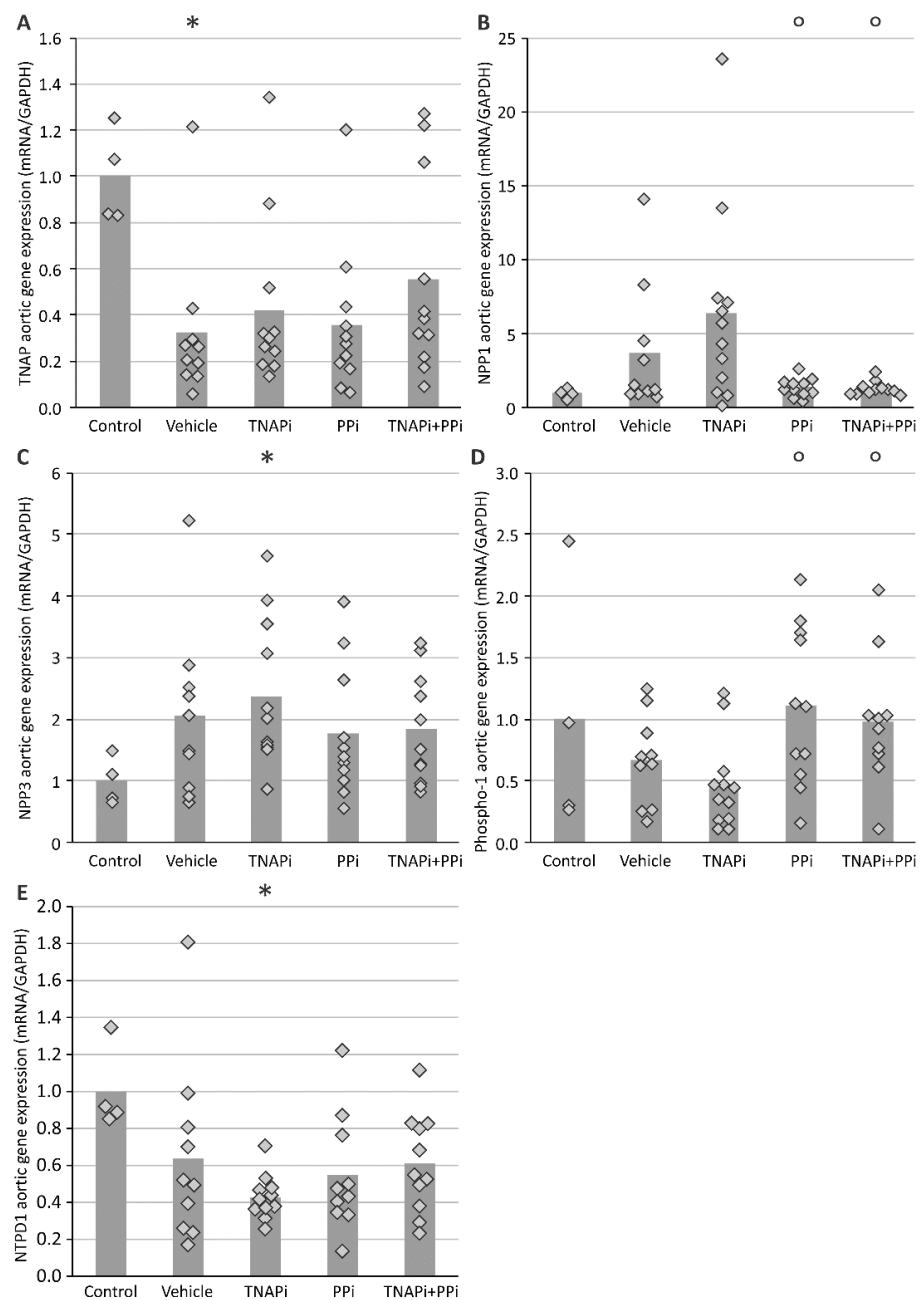 A
*
TNAP aortic gene expression (mRNA/GAPDH)
1.6
1.4
1.2
1.0
0.8
0.6
0.4
0.2
0.0
Control Vehicle TNAPi PPi TNAPi+PPi
B
o o
NPP1 aortic gene expression (mRNA/GAPDH)
25
20
15
10
5
0
Control Vehicle TNAPi PPi TNAPi+PPi
C
*
NPP3 aortic gene expression (mRNA/GAPDH)
6
5
4
3
2
1
0
Control Vehicle TNAPi PPi TNAPi+PPi
D
o o
Phospho-1 aortic gene expression (mRNA/GAPDH)
3.0
2.5
2.0
1.5
1.0
0.5
0.0
Control Vehicle TNAPi PPi TNAPi+PPi
E
*
NTPD1 aortic gene expression (mRNA/GAPDH)
2.0
1.8
1.6
1.4
1.2
1.0
0.8
0.6
0.4
0.2
0.0
Control Vehicle TNAPi PPi TNAPi+PPi